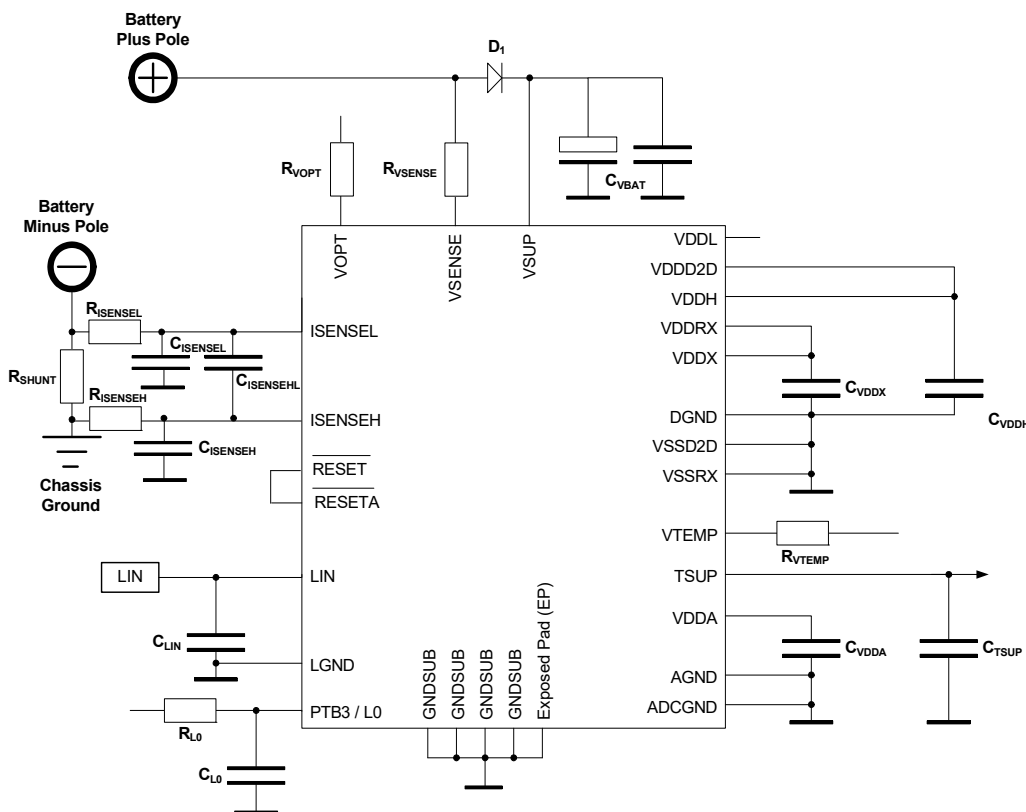 Battery
Plus Pole
D1
RVOPT
RVSENSE
CVBAT
Battery
Minus Pole
VOPT
VSENSE
VSUP
VDDL
VDDD2D
VDDH
RISENSEL
ISENSEL
VDDRX
CISENSEL
VDDX
RSHUNT
CISENSEHL
CVDDX
RISENSEH
ISENSEH
DGND
CVDDH
CISENSEH
VSSD2D
RESET
VSSRX
Chassis
Ground
RESETA
VTEMP
RVTEMP
LIN
LIN
TSUP
VDDA
CLIN
CVDDA
CTSUP
LGND
AGND
GNDSUB
GNDSUB
GNDSUB
GNDSUB
Exposed Pad (EP)
PTB3 / L0
ADCGND
RL0
CL0